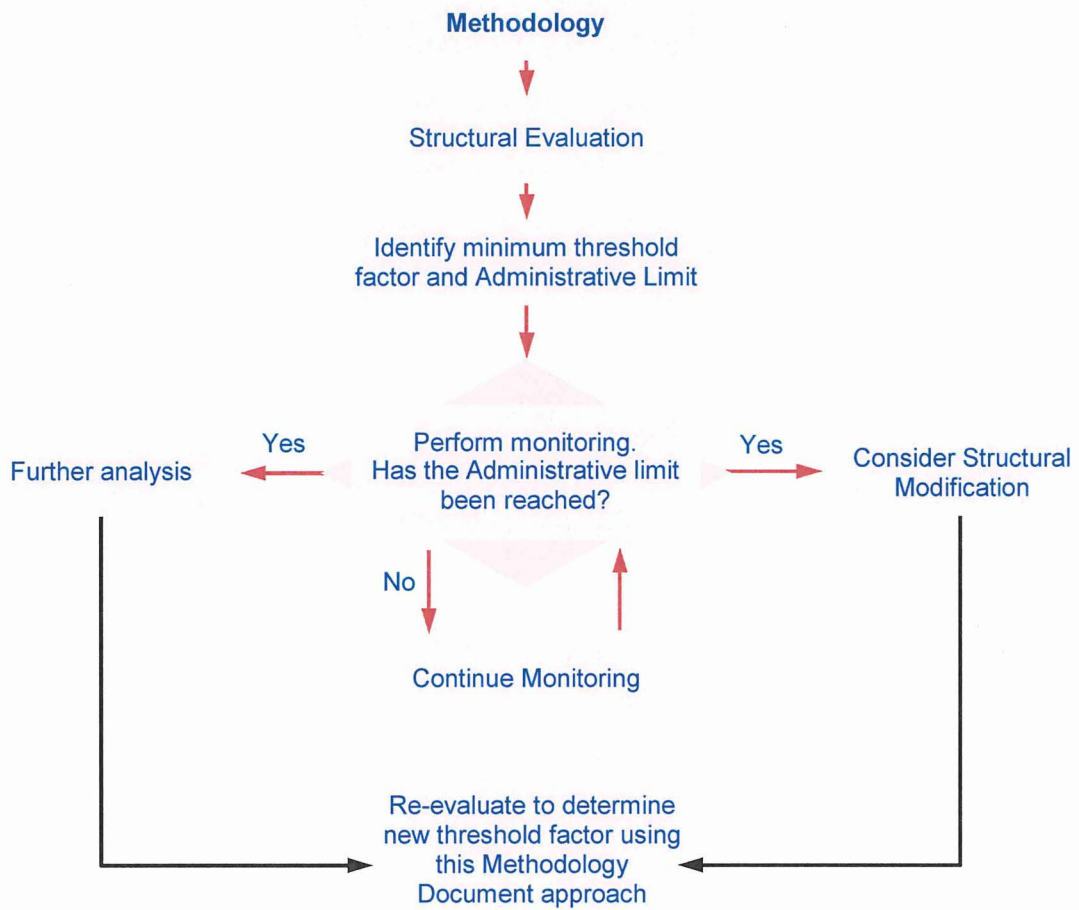 Methodology
Structural Evaluation
Identify minimum threshold
factor and Administrative Limit
Yes
Perform monitoring.
Has the Administrative limit
been reached?
Yes
Further analysis
Consider Structural
Modification
No
Continue Monitoring
Re-evaluate to determine
new threshold factor using
this Methodology
Document approach